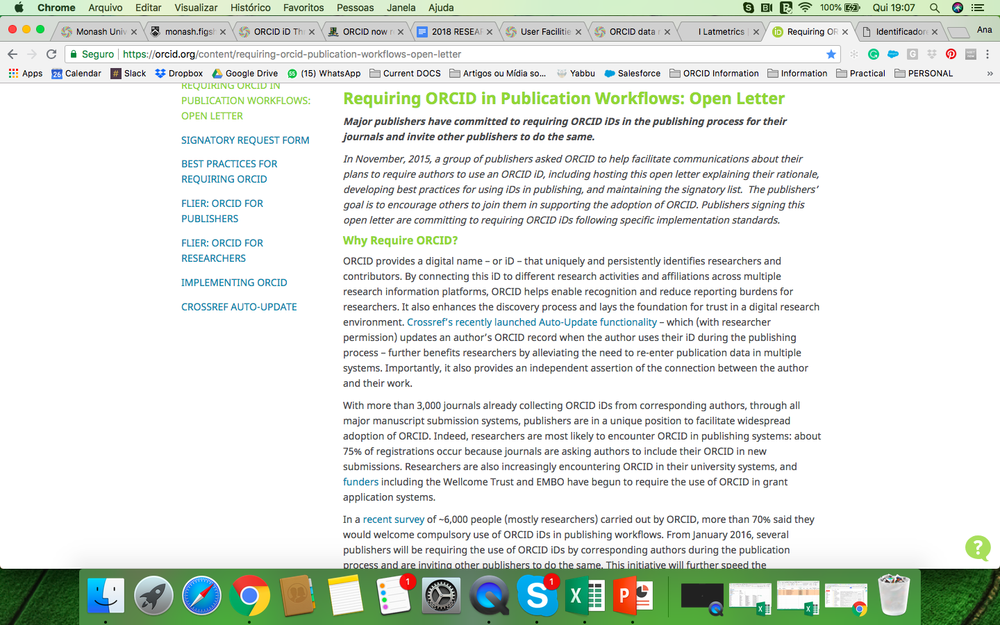 Chrome Arquivo Editar Visualizar Histórico Favoritos Pessoas Janela Ajuda 100% Qui 19:07
Monash Univ monash.figsh ORCID iD Th ORCID now r 2018 RESEAR User Facilitie ORCID data r I Latmetrics | Requiring OR Identificador Ana
Seguro | https://orcid.org/content/requiring-orcid-publication-workflows-open-letter
Apps 26 Calendar Slack Dropbox Google Drive 55 (15) WhatsApp Current DOCS Artigos ou Mídia so... Yabbu Salesforce ORCID Information Information Practical PERSONAL »
REQUIRING ORCID IN
PUBLICATION WORKFLOWS:
OPEN LETTER
SIGNATORY REQUEST FORM
BEST PRACTICES FOR
REQUIRING ORCID
FLIER: ORCID FOR
PUBLISHERS
FLIER: ORCID FOR
RESEARCHERS
IMPLEMENTING ORCID
CROSSREF AUTO-UPDATE
Requiring ORCID in Publication Workflows: Open Letter
Major publishers have committed to requiring ORCID iDs in the publishing process for their
journals and invite other publishers to do the same.
In November, 2015, a group of publishers asked ORCID to help facilitate communications about their
plans to require authors to use an ORCID iD, including hosting this open letter explaining their rationale,
developing best practices for using iDs in publishing, and maintaining the signatory list.  The publishers’
goal is to encourage others to join them in supporting the adoption of ORCID. Publishers signing this
open letter are committing to requiring ORCID iDs following specific implementation standards.
Why Require ORCID?
ORCID provides a digital name – or iD – that uniquely and persistently identifies researchers and
contributors. By connecting this iD to different research activities and affiliations across multiple
research information platforms, ORCID helps enable recognition and reduce reporting burdens for
researchers. It also enhances the discovery process and lays the foundation for trust in a digital research
environment. Crossref’s recently launched Auto-Update functionality – which (with researcher
permission) updates an author’s ORCID record when the author uses their iD during the publishing
process – further benefits researchers by alleviating the need to re-enter publication data in multiple
systems. Importantly, it also provides an independent assertion of the connection between the author
and their work.
With more than 3,000 journals already collecting ORCID iDs from corresponding authors, through all
major manuscript submission systems, publishers are in a unique position to facilitate widespread
adoption of ORCID. Indeed, researchers are most likely to encounter ORCID in publishing systems: about
75% of registrations occur because journals are asking authors to include their ORCID in new
submissions. Researchers are also increasingly encountering ORCID in their university systems, and
funders including the Wellcome Trust and EMBO have begun to require the use of ORCID in grant
application systems.
In a recent survey of ~6,000 people (mostly researchers) carried out by ORCID, more than 70% said they
would welcome compulsory use of ORCID iDs in publishing workflows. From January 2016, several
publishers will be requiring the use of ORCID iDs by corresponding authors during the publication
process and are inviting other publishers to do the same. This initiative will further speed the
?
1 1